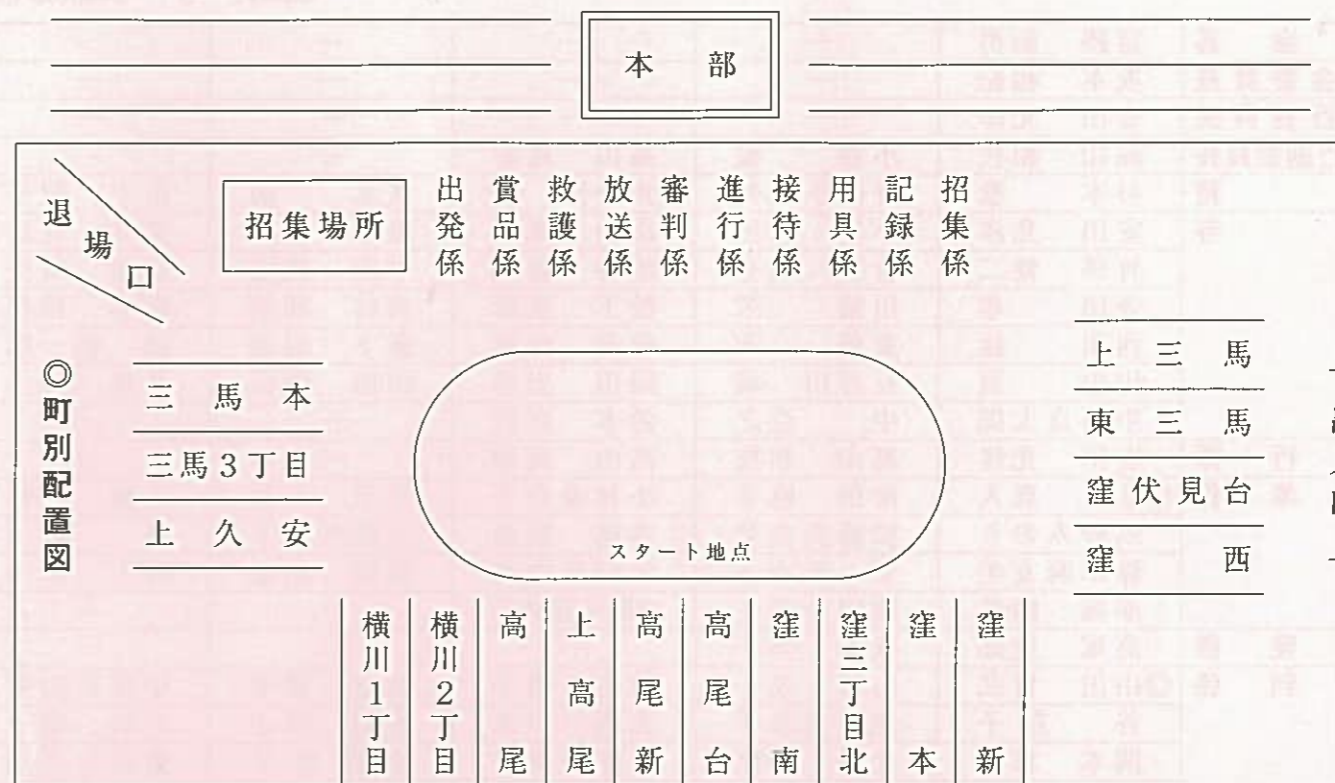 本部
退場口
招集場所
出発係
賞品係
救護係
放送係
審判係
進行係
接待係
用具係
記録係
招集係
◎町別配置図
三馬本
三馬3丁目
上久安
スタート地点
上三馬
東三馬
窪伏見台
窪西
横川1丁目
横川2丁目
高尾
上高尾
高尾新
高尾台
窪南
窪三丁目北
窪本
窪新